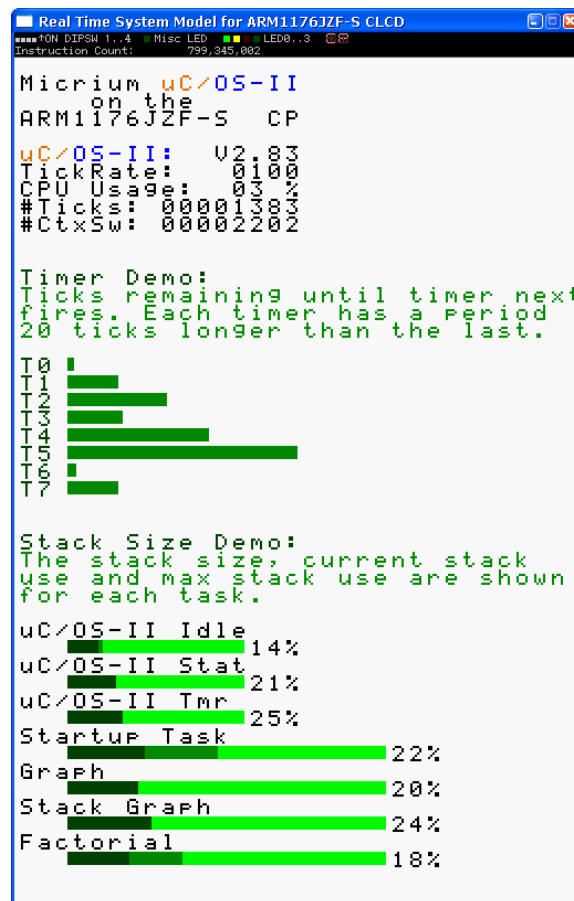 Real Time System Model for ARM1176JZF-S CLCD
↑ON DIPSW 1..4 Misc LED LED0..3
Instruction Count: 799,345,002
Micrium uC/OS-II
on the
ARM1176JZF-S CP
uC/OS-II: V2.83
TickRate: 0100
CPU Usage: 03 %
#Ticks: 00001383
#CtxSw: 00002202
Timer Demo:
Ticks remaining until timer next
fires. Each timer has a period
20 ticks longer than the last.
T0
T1
T2
T3
T4
T5
T6
T7
Stack Size Demo:
The stack size, current stack
use and max stack use are shown
for each task.
uC/OS-II Idle
14%
uC/OS-II Stat
21%
uC/OS-II Tmr
25%
Startup Task
22%
Graph
20%
Stack Graph
24%
Factorial
18%